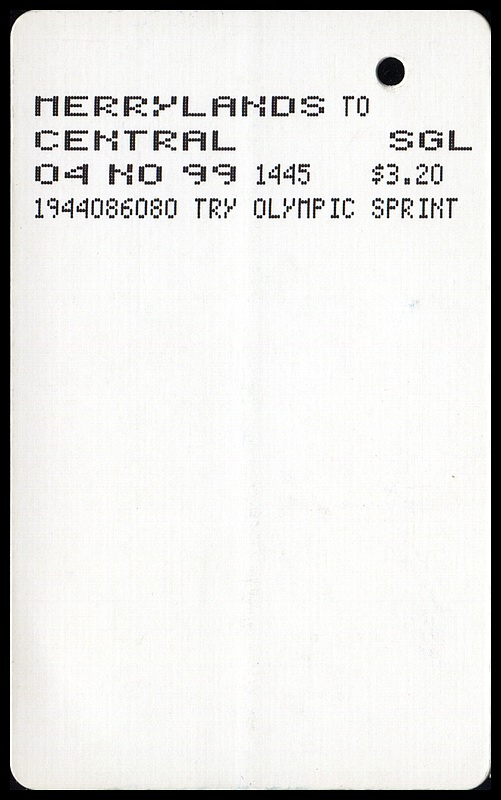 MERRYLANDS TO
CENTRAL SGL
04 NO 99 1445 $3.20
1944086080 TRY OLYMPIC SPRINT